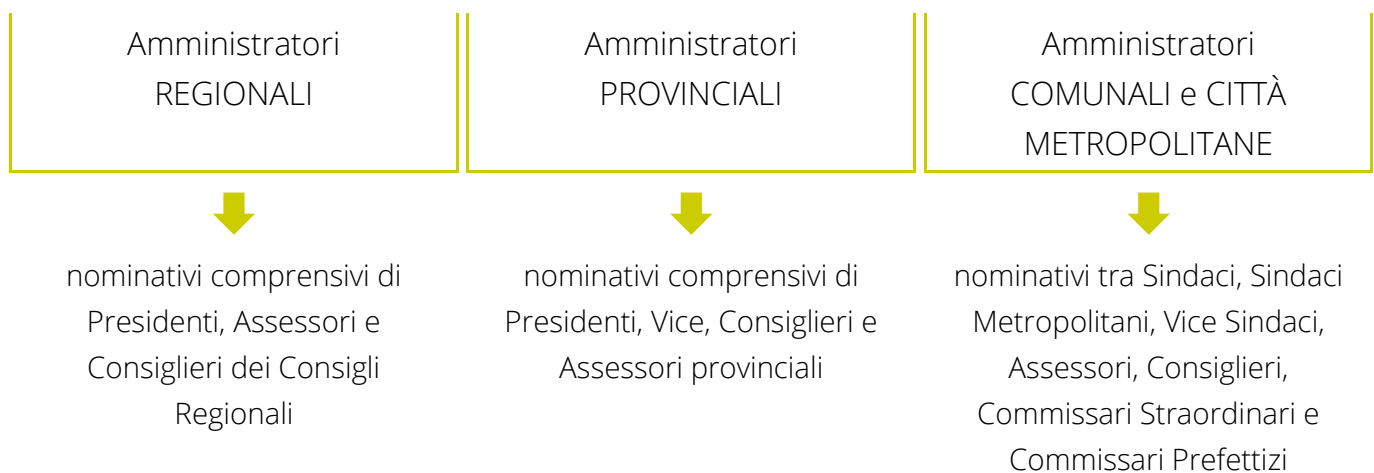 Amministratori
REGIONALI
nominativi comprensivi di
Presidenti, Assessori e
Consiglieri dei Consigli
Regionali
Amministratori
PROVINCIALI
nominativi comprensivi di
Presidenti, Vice, Consiglieri e
Assessori provinciali
Amministratori
COMUNALI e CITTÀ
METROPOLITANE
nominativi tra Sindaci, Sindaci
Metropolitani, Vice Sindaci,
Assessori, Consiglieri,
Commissari Straordinari e
Commissari Prefettizi